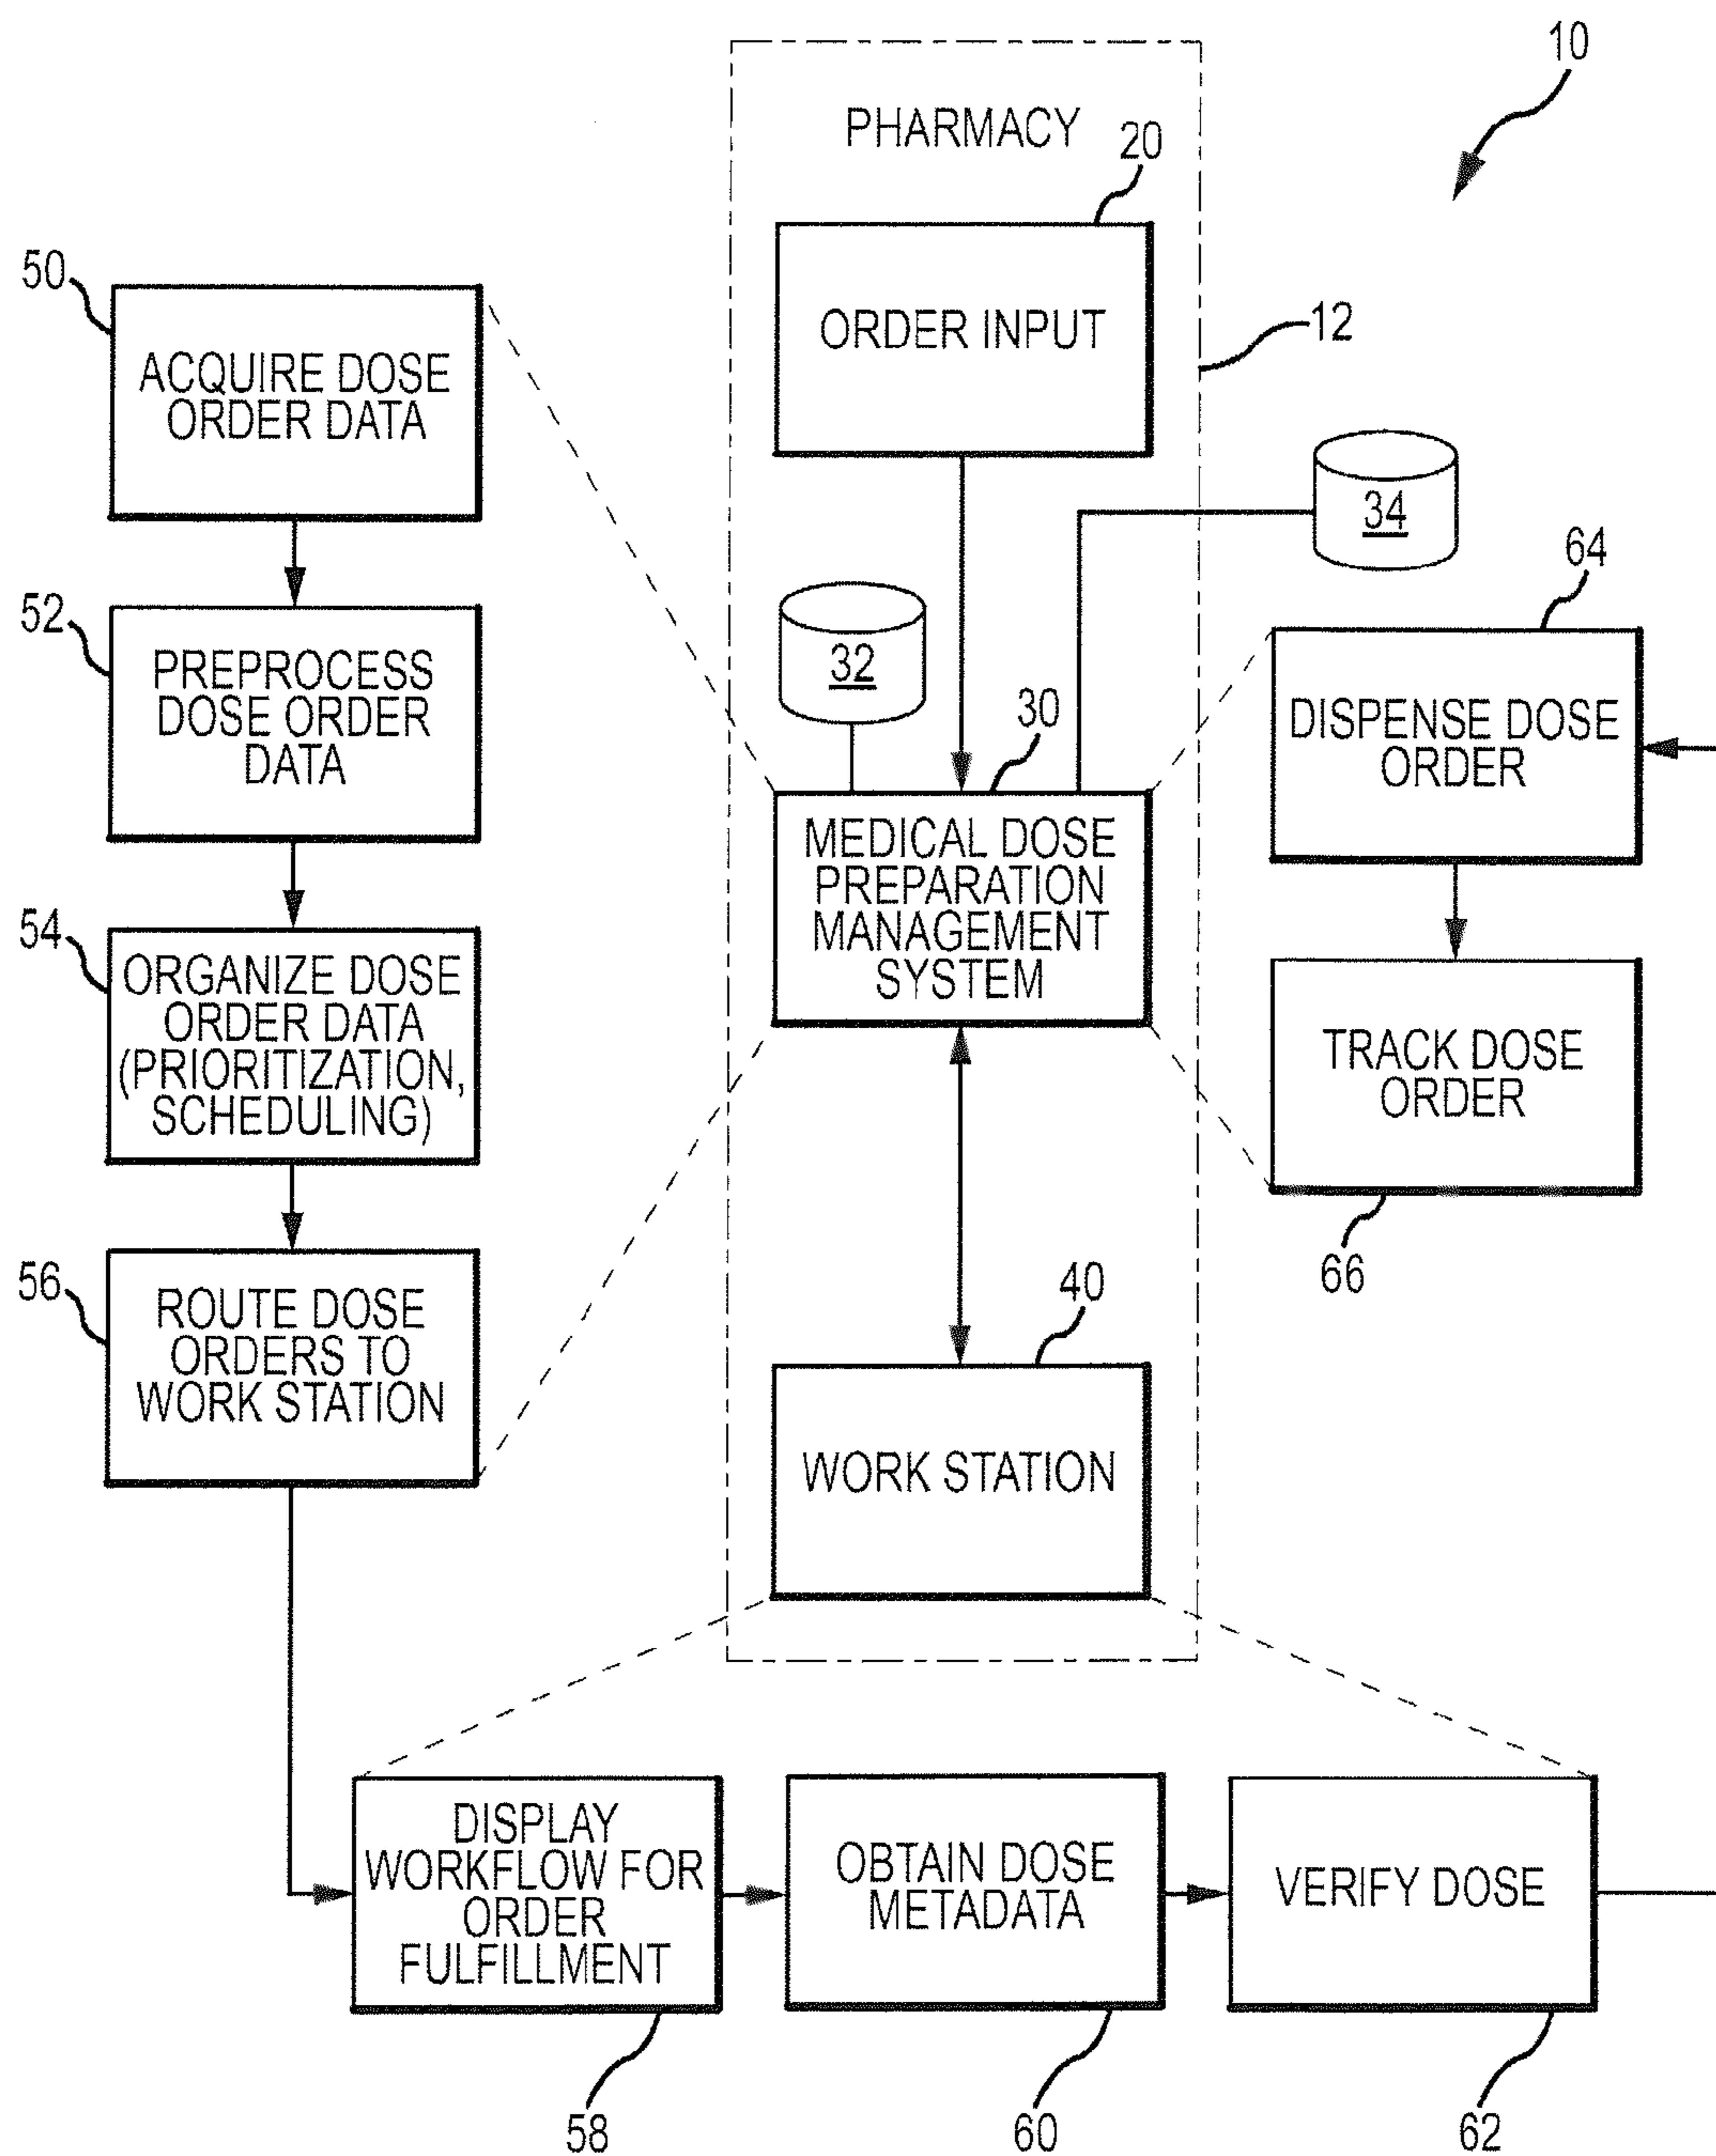 10
PHARMACY
20
ORDER INPUT
12
50
ACQUIRE DOSE
ORDER DATA
34
64
52
PREPROCESS
DOSE ORDER
DATA
32
30
MEDICAL DOSE
PREPARATION
MANAGEMENT
SYSTEM
DISPENSE DOSE
ORDER
54
ORGANIZE DOSE
ORDER DATA
(PRIORITIZATION,
SCHEDULING)
TRACK DOSE
ORDER
66
56
ROUTE DOSE
ORDERS TO
WORK STATION
40
WORK STATION
DISPLAY
WORKFLOW FOR
ORDER
FULFILLMENT
58
OBTAIN DOSE
METADATA
60
VERIFY DOSE
62